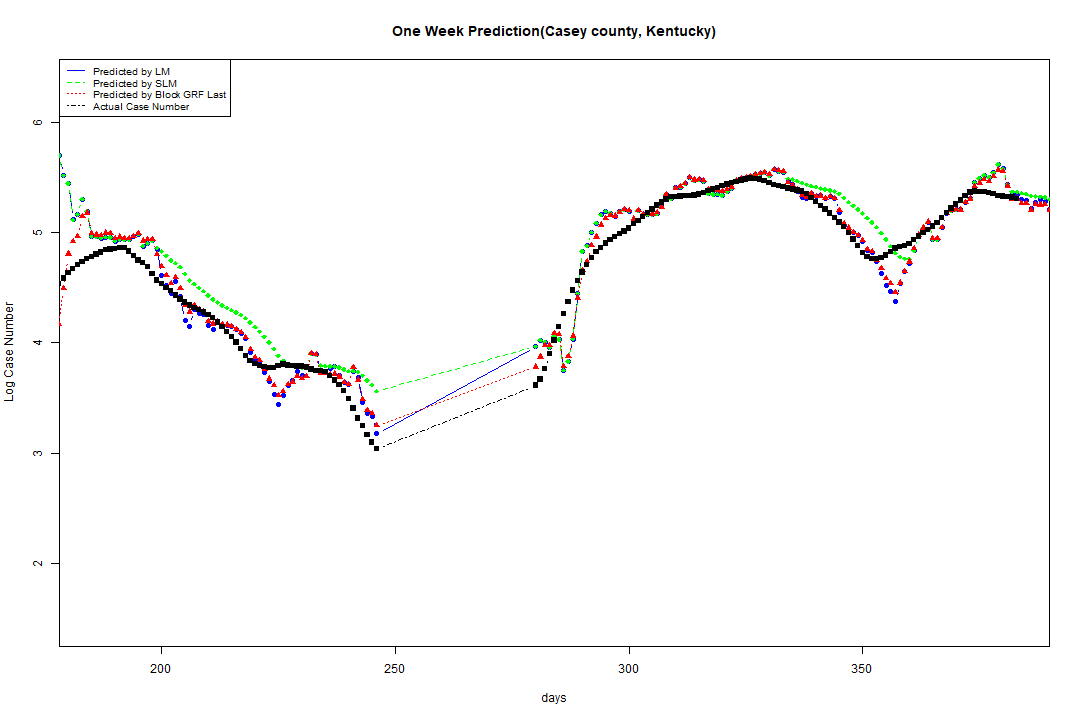 One Week Prediction(Casey county, Kentucky)
Predicted by LM
Predicted by SLM
Predicted by Block GRF Last
Actual Case Number
6
5
4
3
2
Log Case Number
200 250 300 350
days